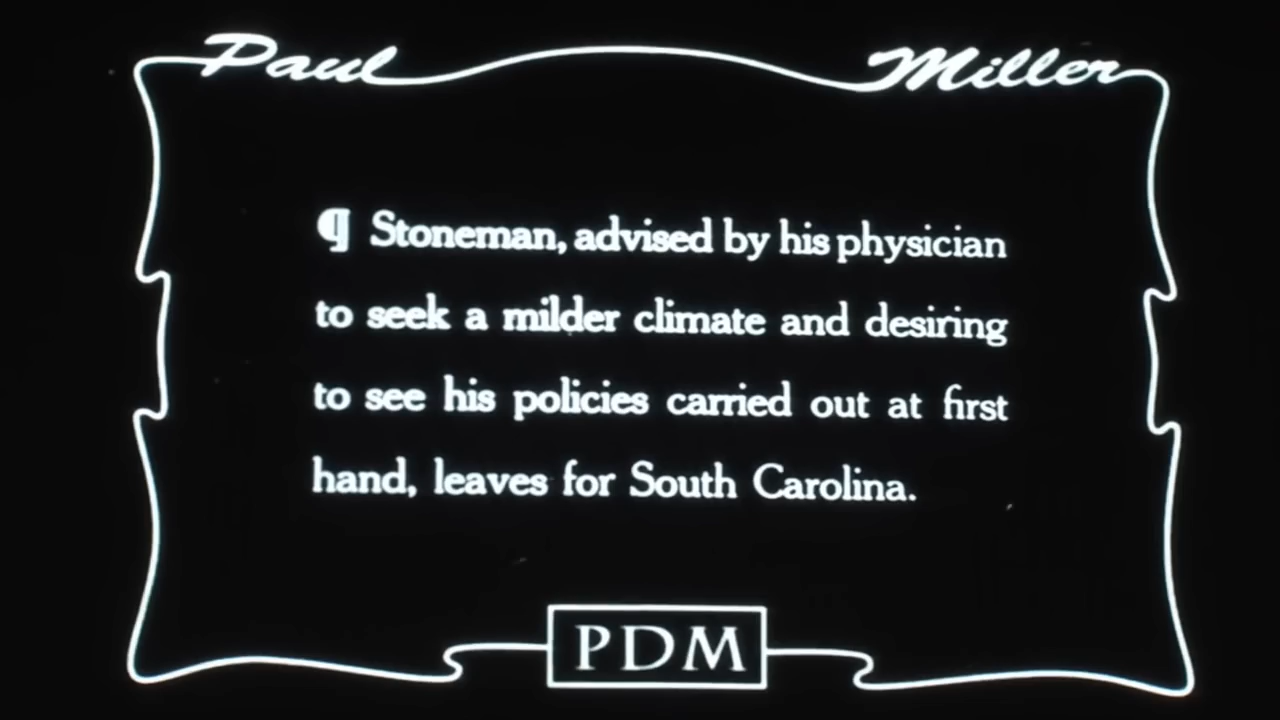 Paul Miller
¶ Stoneman, advised by his physician
to seek a milder climate and desiring
to see his policies carried out at first
hand, leaves for South Carolina.
PDM